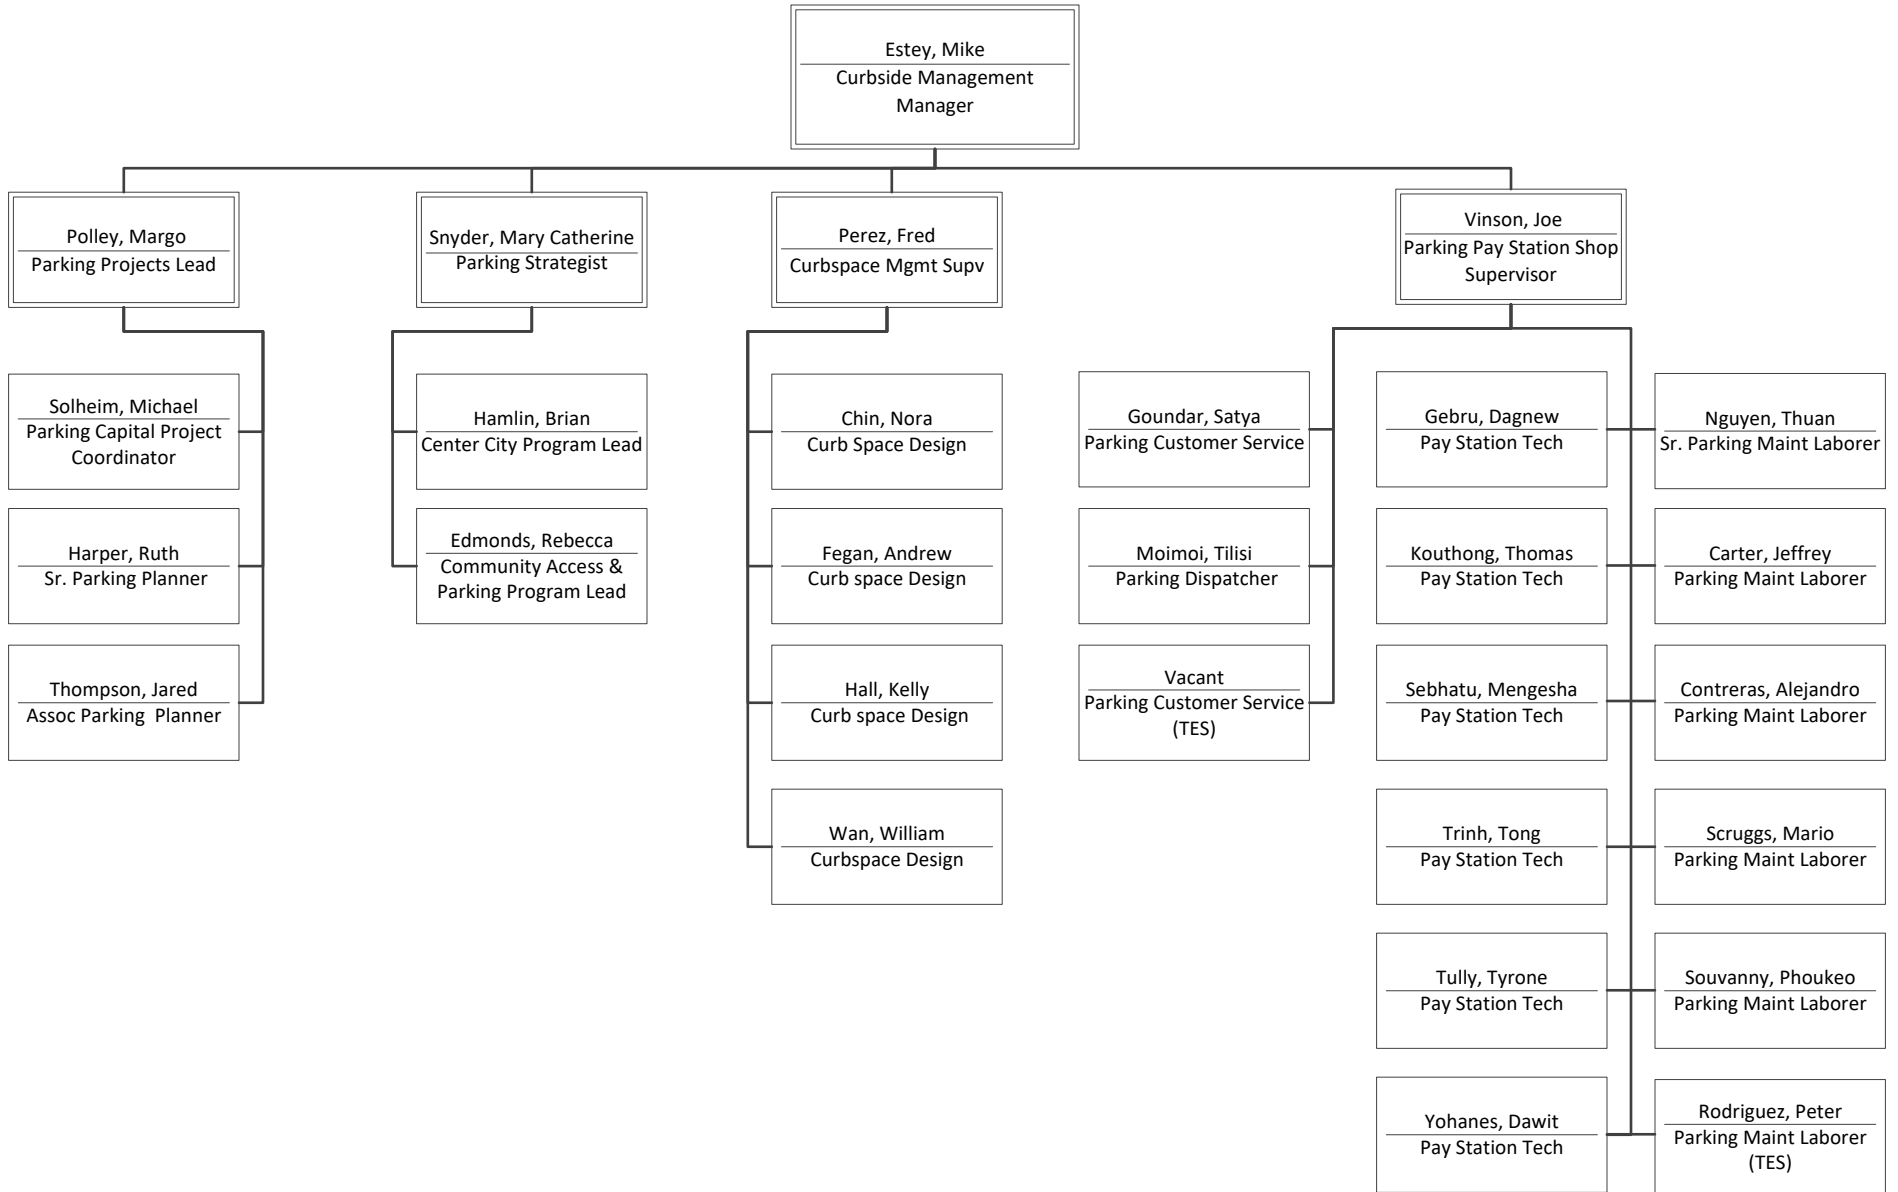 Estey, Mike
Curbside Management
Manager
Polley, Margo
Parking Projects Lead
Snyder, Mary Catherine
Parking Strategist
Perez, Fred
Curbspace Mgmt Supv
Vinson, Joe
Parking Pay Station Shop
Supervisor
Solheim, Michael
Parking Capital Project
Coordinator
Harper, Ruth
Sr. Parking Planner
Thompson, Jared
Assoc Parking  Planner
Hamlin, Brian
Center City Program Lead
Edmonds, Rebecca
Community Access &
Parking Program Lead
Chin, Nora
Curb Space Design
Fegan, Andrew
Curb space Design
Hall, Kelly
Curb space Design
Wan, William
Curbspace Design
Goundar, Satya
Parking Customer Service
Moimoi, Tilisi
Parking Dispatcher
Vacant
Parking Customer Service
(TES)
Gebru, Dagnew
Pay Station Tech
Kouthong, Thomas
Pay Station Tech
Sebhatu, Mengesha
Pay Station Tech
Trinh, Tong
Pay Station Tech
Tully, Tyrone
Pay Station Tech
Yohanes, Dawit
Pay Station Tech
Nguyen, Thuan
Sr. Parking Maint Laborer
Carter, Jeffrey
Parking Maint Laborer
Contreras, Alejandro
Parking Maint Laborer
Scruggs, Mario
Parking Maint Laborer
Souvanny, Phoukeo
Parking Maint Laborer
Rodriguez, Peter
Parking Maint Laborer
(TES)